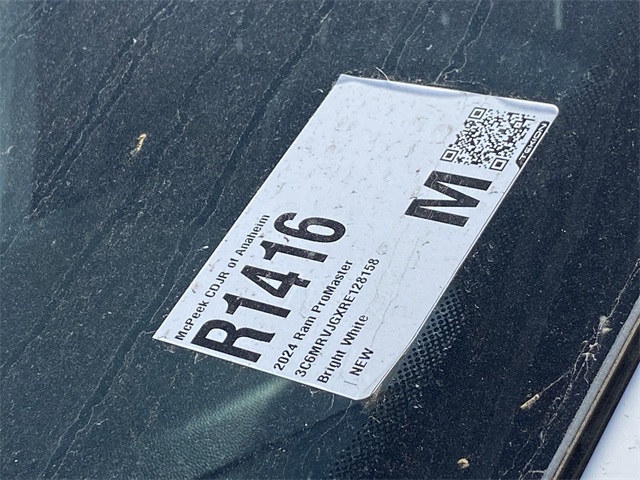 McPeek CDJR of Anaheim
R1416
2024 Ram ProMaster
3C6MRVJGXRE128158
Bright White
NEW
M